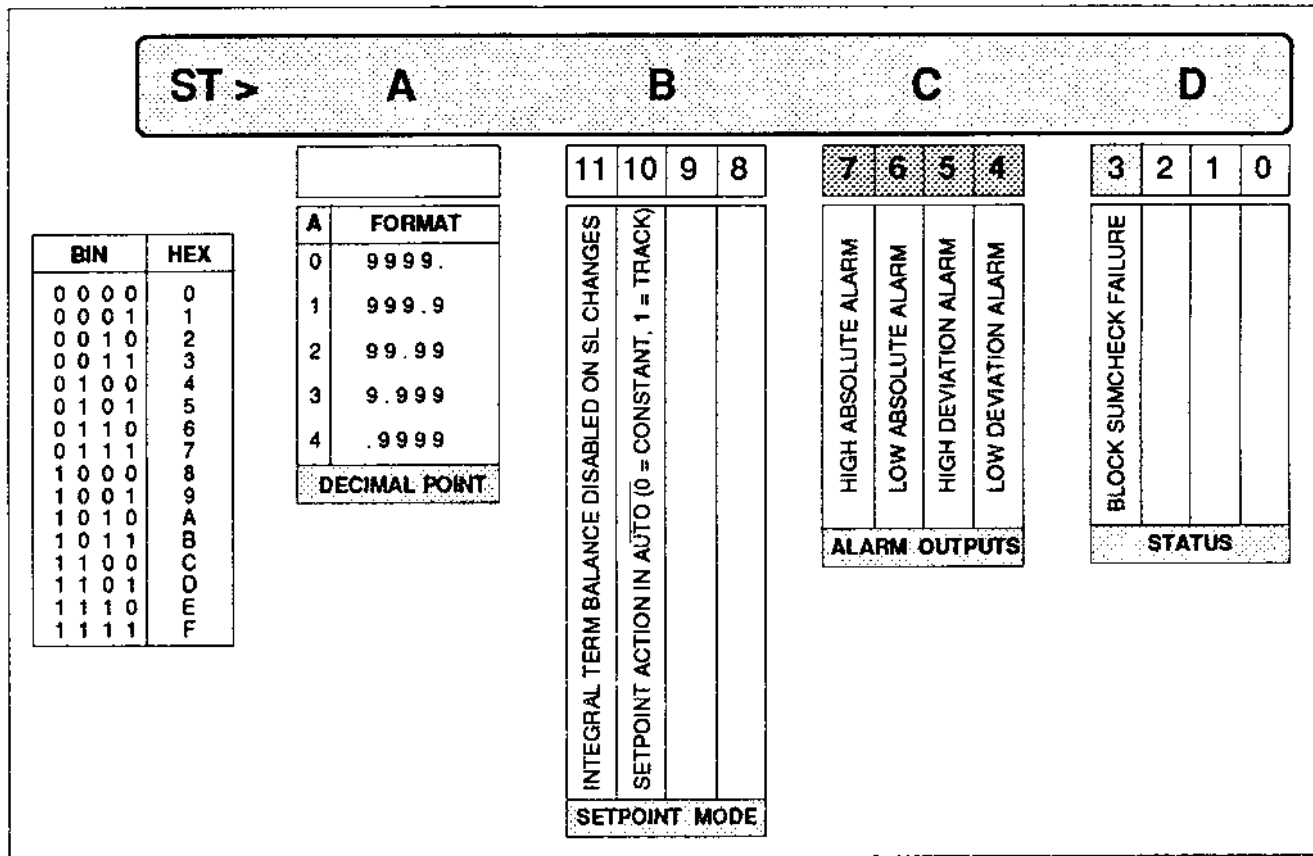 ST > A B C D
11 10 9 8
7 6 5 4
3 2 1 0
BIN HEX
0 0 0 0 0
0 0 0 1 1
0 0 1 0 2
0 0 1 1 3
0 1 0 0 4
0 1 0 1 5
0 1 1 0 6
0 1 1 1 7
1 0 0 0 8
1 0 0 1 9
1 0 1 0 A
1 0 1 1 B
1 1 0 0 C
1 1 0 1 D
1 1 1 0 E
1 1 1 1 F
A FORMAT
0 9999.
1 999.9
2 99.99
3 9.999
4 .9999
DECIMAL POINT
INTEGRAL TERM BALANCE DISABLED ON SL CHANGES
SETPOINT ACTION IN A̅U̅T̅O̅ (0 = CONSTANT, 1 = TRACK)
SETPOINT MODE
HIGH ABSOLUTE ALARM
LOW ABSOLUTE ALARM
HIGH DEVIATION ALARM
LOW DEVIATION ALARM
ALARM OUTPUTS
BLOCK SUMCHECK FAILURE
STATUS